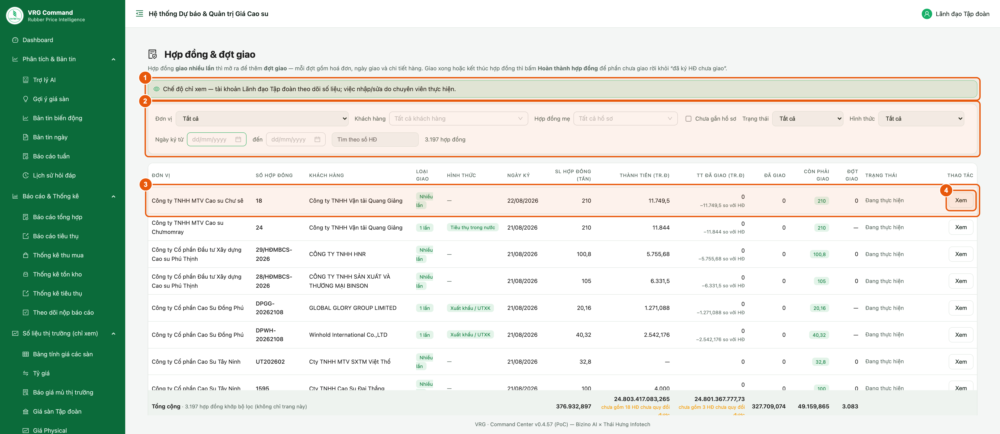 VRG Command
Rubber Price Intelligence
Dashboard
Phân tích & Bản tin
Trợ lý AI
Gợi ý giá sàn
Bản tin biến động
Bản tin ngày
Báo cáo tuần
Lịch sử hỏi đáp
Báo cáo & Thống kê
Báo cáo tổng hợp
Báo cáo tiêu thụ
Thống kê thu mua
Thống kê tồn kho
Thống kê tiêu thụ
Theo dõi nộp báo cáo
Số liệu thị trường (chỉ xem)
Bảng tính giá các sàn
Tỷ giá
Báo giá mủ thị trường
Giá sàn Tập đoàn
Giá Physical
Hệ thống Dự báo & Quản trị Giá Cao su
Lãnh đạo Tập đoàn
Hợp đồng & đợt giao
Hợp đồng giao nhiều lần thì mở ra để thêm đợt giao — mỗi đợt gồm hoá đơn, ngày giao và chi tiết hàng. Giao xong hoặc kết thúc hợp đồng thì bấm Hoàn thành hợp đồng để phần chưa giao rời khỏi “đã ký HĐ chưa giao”.
1
Chế độ chỉ xem — tài khoản Lãnh đạo Tập đoàn theo dõi số liệu; việc nhập/sửa do chuyên viên thực hiện.
2
Đơn vị Tất cả Khách hàng Tất cả khách hàng Hợp đồng mẹ Tất cả hồ sơ Chưa gắn hồ sơ Trạng thái Tất cả Hình thức Tất cả
Ngày ký từ dd/mm/yyyy đến dd/mm/yyyy Tìm theo số HĐ 3.197 hợp đồng
ĐƠN VỊ SỐ HỢP ĐỒNG KHÁCH HÀNG LOẠI GIAO HÌNH THỨC NGÀY KÝ SL HỢP ĐỒNG (TẤN) THÀNH TIỀN (TR.Đ) TT ĐÃ GIAO (TR.Đ) ĐÃ GIAO CÒN PHẢI GIAO ĐỢT GIAO TRẠNG THÁI THAO TÁC
3
4
Công ty TNHH MTV Cao su Chư sê 18 Công ty TNHH Vận tải Quang Giảng Nhiều lần — 22/08/2026 210 11.749,5 0 −11.749,5 so với HĐ 0 210 0 Đang thực hiện Xem
Công ty TNHH MTV Cao su Chưmomray 24 Công ty TNHH Vận tải Quang Giảng 1 lần Tiêu thụ trong nước 21/08/2026 210 11.844 0 −11.844 so với HĐ 0 210 — Đang thực hiện Xem
Công ty Cổ phần Đầu tư Xây dựng Cao su Phú Thịnh 29/HĐMBCS-2026 CÔNG TY TNHH HNR Nhiều lần — 21/08/2026 100,8 5.755,68 0 −5.755,68 so với HĐ 0 100,8 0 Đang thực hiện Xem
Công ty Cổ phần Đầu tư Xây dựng Cao su Phú Thịnh 28/HĐMBCS-2026 CÔNG TY TNHH SẢN XUẤT VÀ THƯƠNG MẠI BINSON Nhiều lần — 21/08/2026 105 6.331,5 0 −6.331,5 so với HĐ 0 105 0 Đang thực hiện Xem
Công ty Cổ phần Cao Su Đồng Phú DPGG-20262108 GLOBAL GLORY GROUP LIMITED 1 lần Xuất khẩu / UTXK 21/08/2026 20,16 1.271,088 0 −1.271,088 so với HĐ 0 20,16 — Đang thực hiện Xem
Công ty Cổ phần Cao Su Đồng Phú DPWH-20262108 Winhold International Co.,LTD 1 lần Xuất khẩu / UTXK 21/08/2026 40,32 2.542,176 0 −2.542,176 so với HĐ 0 40,32 — Đang thực hiện Xem
Công ty Cổ phần Cao Su Tây Ninh UT202602 Cty TNHH MTV SXTM Việt Thổ Nhiều lần — 21/08/2026 32,8 — 0 0 32,8 0 Đang thực hiện Xem
Công ty Cổ phần Cao Su Tây Ninh 1595 Cty TNHH Cao Su Đại Thắng Nhiều — 21/08/2026 100 4.000 0 0 100 0 Đang thực hiện Xem
Tổng cộng · 3.197 hợp đồng khớp bộ lọc (không chỉ trang này) 376.932,897 24.803.417.083,265 chưa gồm 18 HĐ chưa quy đổi được 24.801.367.777,73 chưa gồm 3 HĐ chưa quy đổi được 327.709,074 49.159,865 3.083
VRG · Command Center v0.4.57 (PoC) — Bizino AI × Thái Hưng Infotech